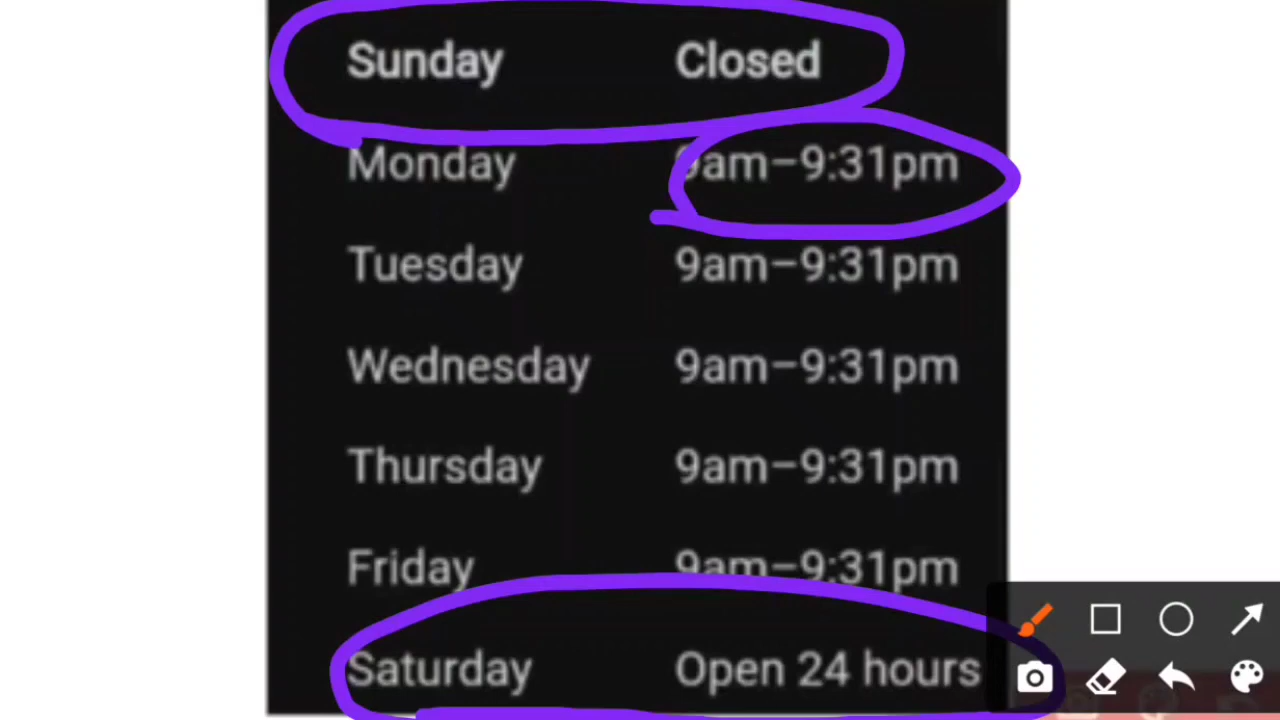 Sunday Closed
Monday 9am–9:31pm
Tuesday 9am–9:31pm
Wednesday 9am–9:31pm
Thursday 9am–9:31pm
Friday 9am–9:31pm
Saturday Open 24 hours